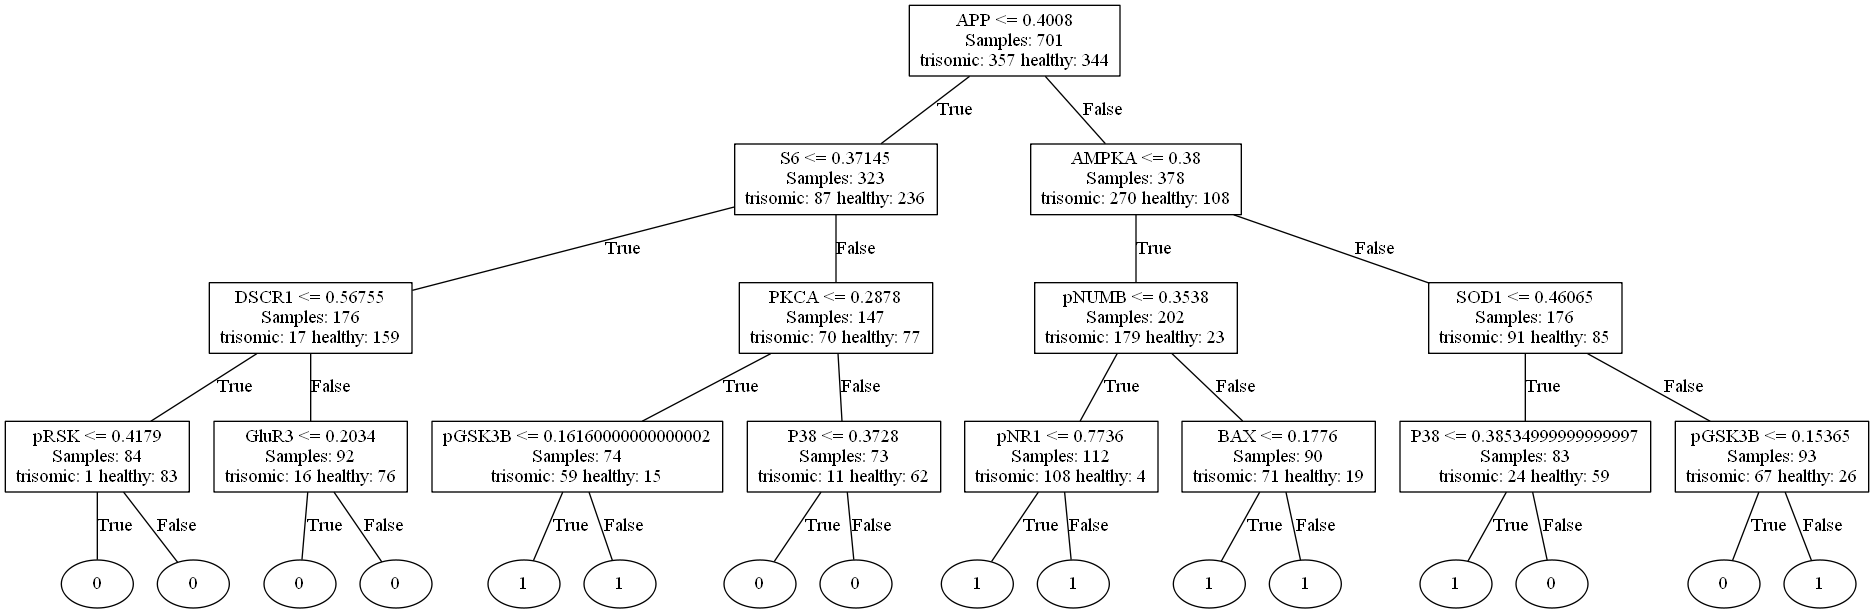 APP <= 0.4008
Samples: 701
trisomic: 357 healthy: 344
True
False
S6 <= 0.37145
Samples: 323
trisomic: 87 healthy: 236
AMPKA <= 0.38
Samples: 378
trisomic: 270 healthy: 108
True
False
True
False
DSCR1 <= 0.56755
Samples: 176
trisomic: 17 healthy: 159
PKCA <= 0.2878
Samples: 147
trisomic: 70 healthy: 77
pNUMB <= 0.3538
Samples: 202
trisomic: 179 healthy: 23
SOD1 <= 0.46065
Samples: 176
trisomic: 91 healthy: 85
True
False
True
False
True
False
True
False
pRSK <= 0.4179
Samples: 84
trisomic: 1 healthy: 83
GluR3 <= 0.2034
Samples: 92
trisomic: 16 healthy: 76
pGSK3B <= 0.16160000000000002
Samples: 74
trisomic: 59 healthy: 15
P38 <= 0.3728
Samples: 73
trisomic: 11 healthy: 62
pNR1 <= 0.7736
Samples: 112
trisomic: 108 healthy: 4
BAX <= 0.1776
Samples: 90
trisomic: 71 healthy: 19
P38 <= 0.38534999999999997
Samples: 83
trisomic: 24 healthy: 59
pGSK3B <= 0.15365
Samples: 93
trisomic: 67 healthy: 26
True
False
True
False
True
False
True
False
True
False
True
False
True
False
True
False
0
0
0
0
1
1
0
0
1
1
1
1
1
0
0
1